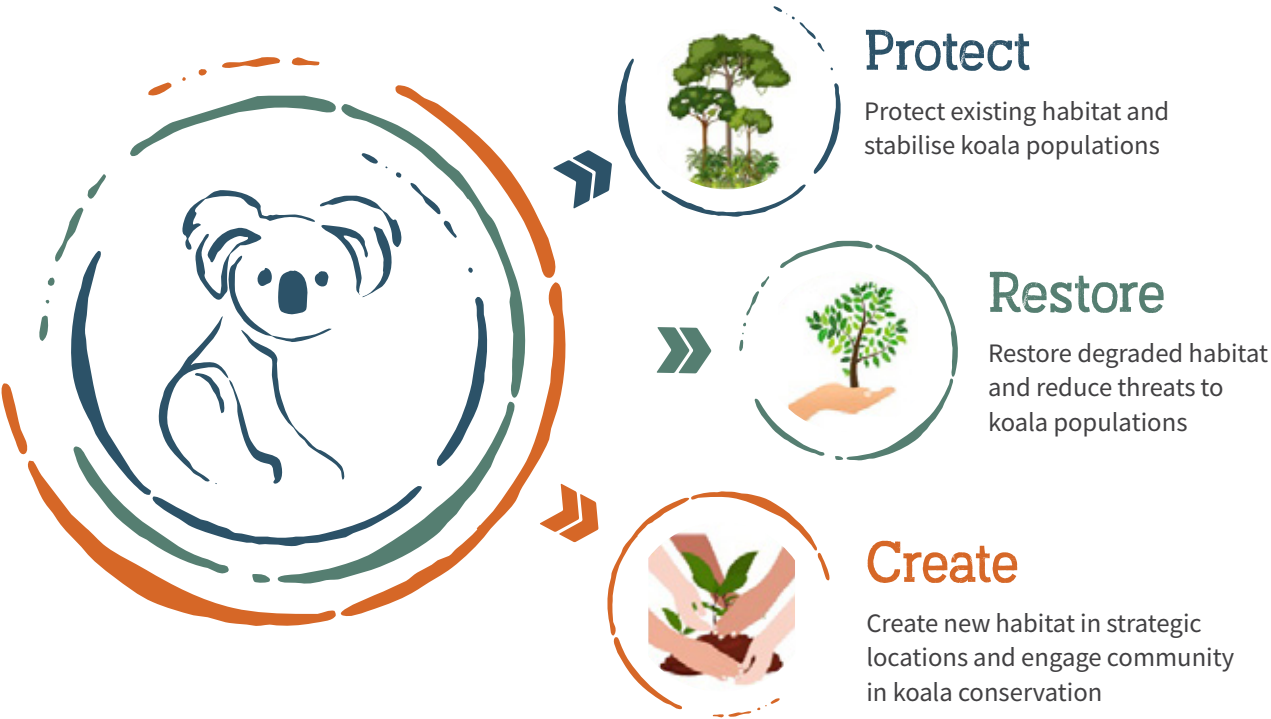 Protect
Protect existing habitat and
stabilise koala populations
Restore
Restore degraded habitat
and reduce threats to
koala populations
Create
Create new habitat in strategic
locations and engage community
in koala conservation